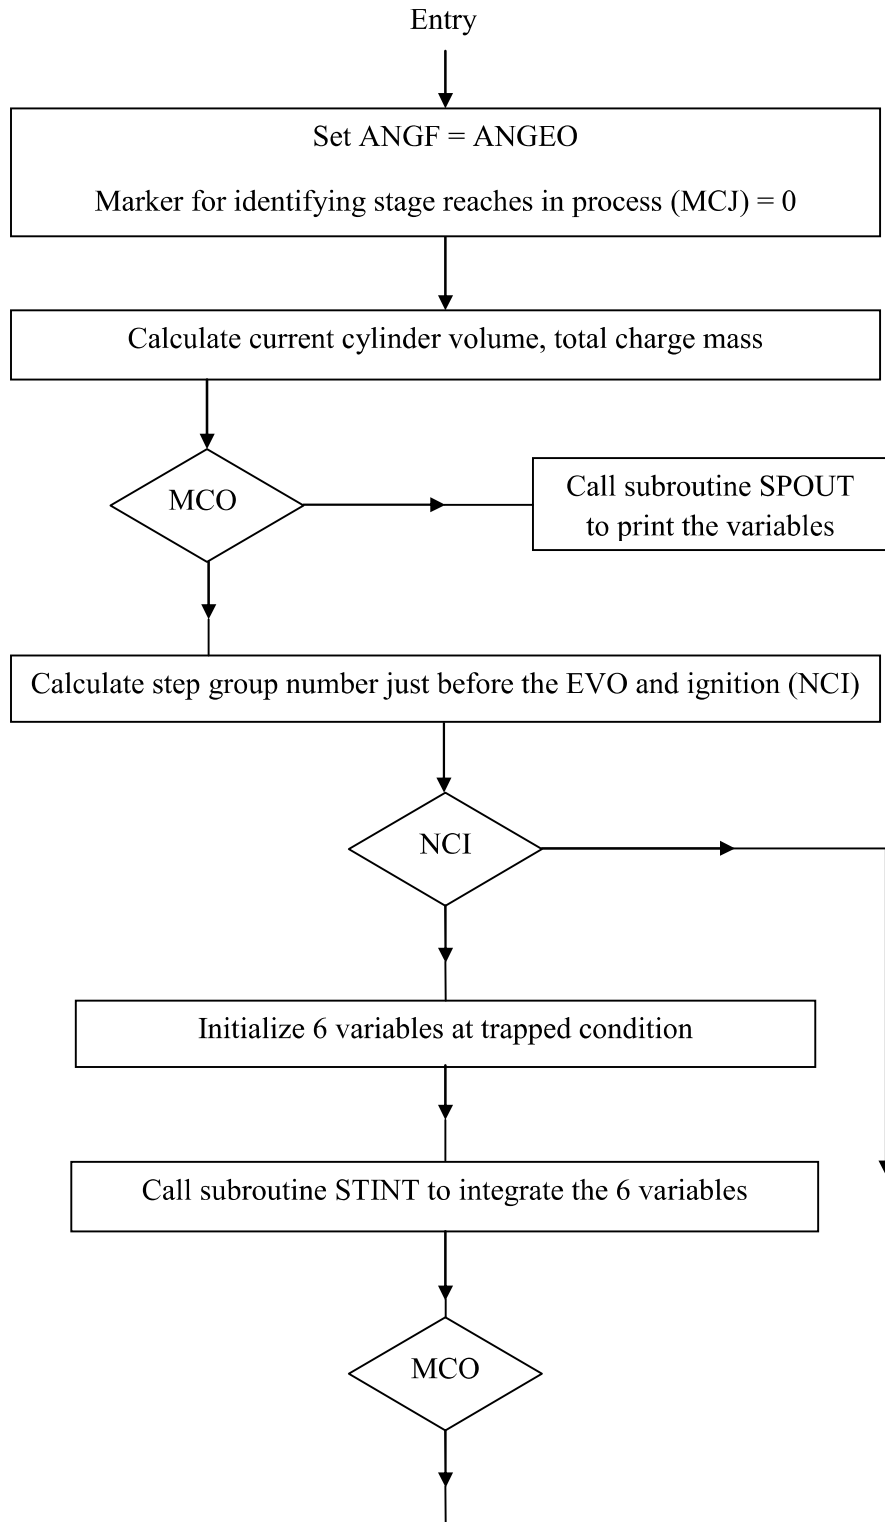 Entry
Set ANGF = ANGEO
Marker for identifying stage reaches in process (MCJ) = 0
Calculate current cylinder volume, total charge mass
MCO
Call subroutine SPOUT
to print the variables
Calculate step group number just before the EVO and ignition (NCI)
NCI
Initialize 6 variables at trapped condition
Call subroutine STINT to integrate the 6 variables
MCO